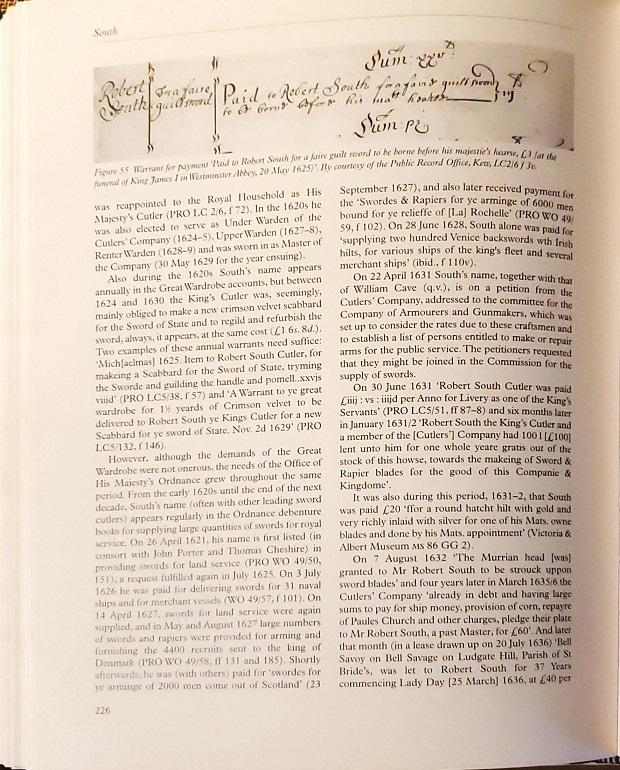 South
Sum xxv
Robert
South
for a faire
guilt sword
Paid to Robert South for a faire guilt sword
to be borne before his mats hearse
iij
Sum
Figure 55 Warrant for payment 'Paid to Robert South for a faire guilt sword to be borne before his majestie's hearse, £3 [at the
funeral of King James I in Westminster Abbey, 20 May 1625]'. By courtesy of the Public Record Office, Kew, LC2/6 f 3v.
was reappointed to the Royal Household as His
Majesty's Cutler (PRO LC 2/6, f 72). In the 1620s he
was also elected to serve as Under Warden of the
Cutlers' Company (1624–5), Upper Warden (1627–8),
Renter Warden (1628–9) and was sworn in as Master of
the Company (30 May 1629 for the year ensuing).
Also during the 1620s South's name appears
annually in the Great Wardrobe accounts, but between
1624 and 1630 the King's Cutler was, seemingly,
mainly obliged to make a new crimson velvet scabbard
for the Sword of State and to regild and refurbish the
sword, always, it appears, at the same cost (£1 6s. 8d.).
Two examples of these annual warrants need suffice:
'Mich[aelmas] 1625. Item to Robert South Cutler, for
makeing a Scabbard for the Sword of State, tryming
the Sworde and guilding the handle and pomell..xxvjs
viijd' (PRO LC5/38, f 57) and 'A Warrant to ye great
wardrobe for 1½ yeards of Crimson velvet to be
delivered to Robert South ye Kings Cutler for a new
Scabbard for ye sword of State. Nov. 2d 1629' (PRO
LC5/132, f 146).
However, although the demands of the Great
Wardrobe were not onerous, the needs of the Office of
His Majesty's Ordnance grew throughout the same
period. From the early 1620s until the end of the next
decade, South's name (often with other leading sword
cutlers) appears regularly in the Ordnance debenture
books for supplying large quantities of swords for royal
service. On 26 April 1621, his name is first listed (in
consort with John Porter and Thomas Cheshire) in
providing swords for land service (PRO WO 49/50,
f51), a request fulfilled again in July 1625. On 3 July
1626 he was paid for delivering swords for 31 naval
ships and for merchant vessels (WO 49/57, f 101). On
14 April 1627, swords for land service were again
supplied, and in May and August 1627 large numbers
of swords and rapiers were provided for arming and
furnishing the 4400 recruits sent to the king of
Denmark (PRO WO 49/58, ff 131 and 185). Shortly
afterwards, he was (with others) paid for 'swordes for
ye arminge of 2000 men come out of Scotland' (23
September 1627), and also later received payment for
the 'Swordes & Rapiers for ye arminge of 6000 men
bound for ye relieffe of [La] Rochelle' (PRO WO 49/
59, f 102). On 28 June 1628, South alone was paid for
'supplying two hundred Venice backswords wth Irish
hilts, for various ships of the king's fleet and several
merchant ships' (ibid., f 110v).
On 22 April 1631 South's name, together with that
of William Cave (q.v.), is on a petition from the
Cutlers' Company, addressed to the committee for the
Company of Armourers and Gunmakers, which was
set up to consider the rates due to these craftsmen and
to establish a list of persons entitled to make or repair
arms for the public service. The petitioners requested
that they might be joined in the Commission for the
supply of swords.
On 30 June 1631 'Robert South Cutler was paid
£iiij : vs : iiijd per Anno for Livery as one of the King's
Servants' (PRO LC5/51, ff 87–8) and six months later
in January 1631/2 'Robert South the King's Cutler and
a member of the [Cutlers'] Company had 100 l [£100]
lent unto him for one whole years gratis out of the
stock of this howse, towards the making of Sword &
Rapier blades for the good of this Companie &
Kingdome'.
It was also during this period, 1631–2, that South
was paid £20 'ffor a round hatcht hilt with gold and
very richly inlaid with silver for one of his Mats. owne
blades and done by his Mats. appointment' (Victoria &
Albert Museum MS 86 GG 2).
On 7 August 1632 'The Murrian head [was]
granted to Mr Robert South to be strouck uppon
sword blades' and four years later in March 1635/6 the
Cutlers' Company 'already in debt and having large
sums to pay for ship money, provision of corn, repayre
of Paules Church and other charges, pledge their plate
to Mr Robert South, a past Master, for £60'. And later
that month (in a lease drawn up on 20 July 1636) 'Bell
Savoy on Bell Savage on Ludgate Hill, Parish of St
Bride's, was let to Robert South for 37 Years
commencing Lady Day [25 March] 1636, at £40 per
226